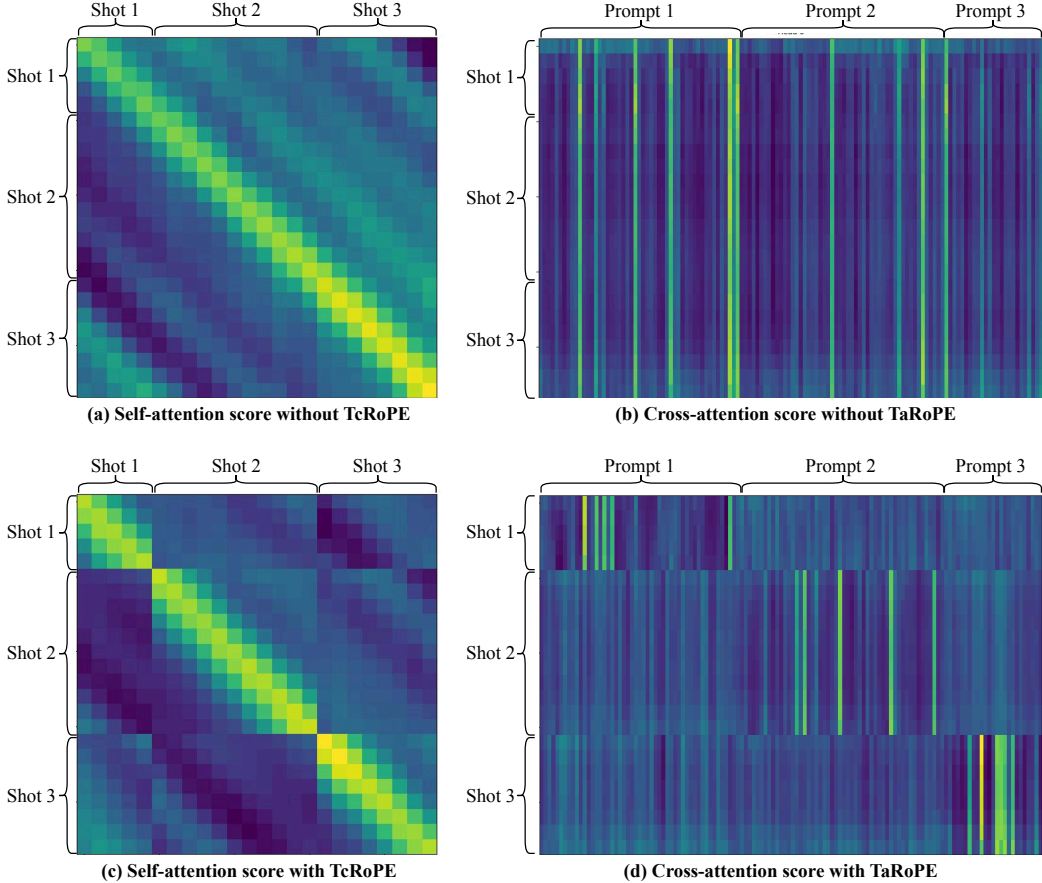 Shot 1 Shot 2 Shot 3
Prompt 1 Prompt 2 Prompt 3
Shot 1
Shot 2
Shot 3
Shot 1
Shot 2
Shot 3
(a) Self-attention score without TcRoPE
(b) Cross-attention score without TaRoPE
Shot 1 Shot 2 Shot 3
Prompt 1 Prompt 2 Prompt 3
Shot 1
Shot 2
Shot 3
Shot 1
Shot 2
Shot 3
(c) Self-attention score with TcRoPE
(d) Cross-attention score with TaRoPE